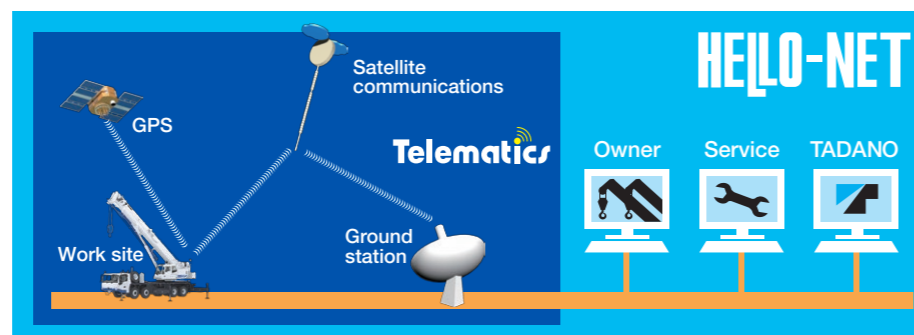 HELLO-NET
Satellite
communications
GPS
Telematics
Owner
Service
TADANO
Work site
Ground
station